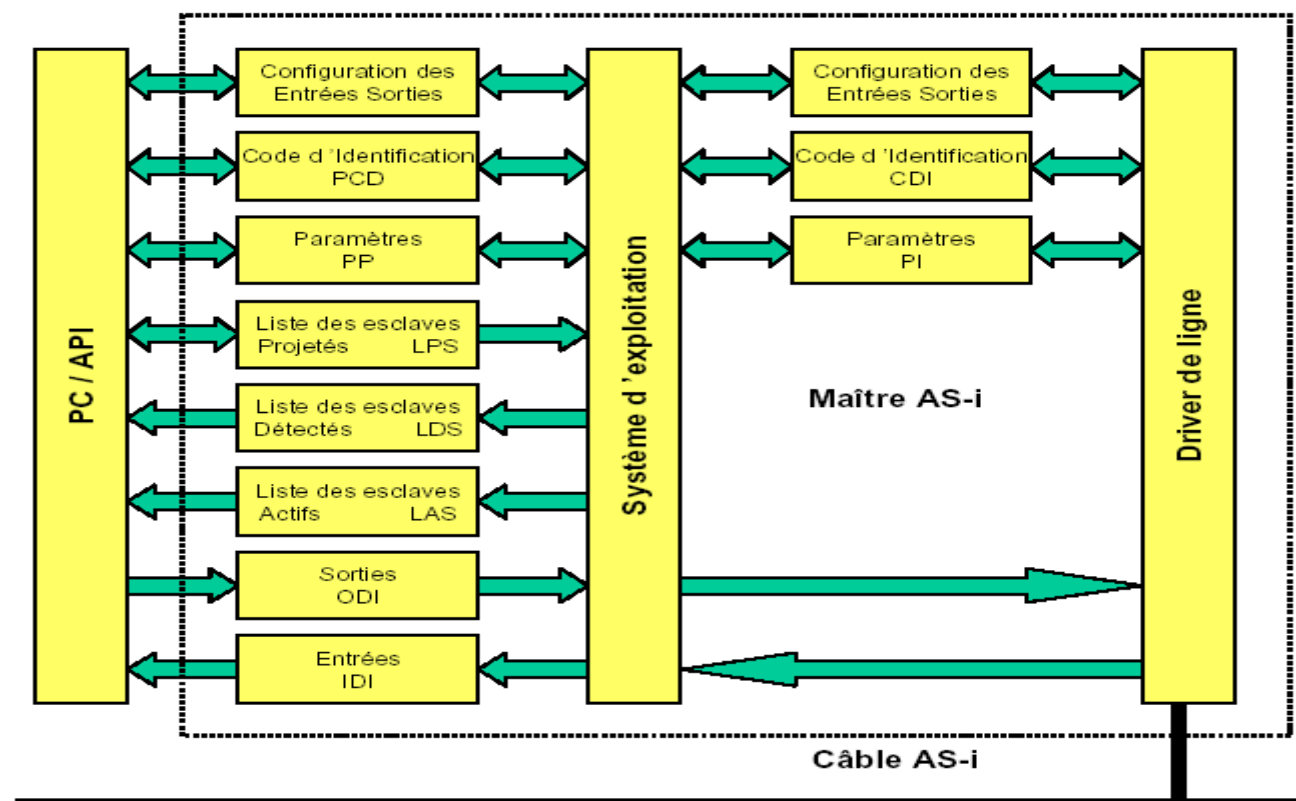 PC / API
Configuration des
Entrées Sorties
Code d 'Identification
PCD
Paramètres
PP
Liste des esclaves
Projetés LPS
Liste des esclaves
Détectés LDS
Liste des esclaves
Actifs LAS
Sorties
ODI
Entrées
IDI
Système d 'exploitation
Configuration des
Entrées Sorties
Code d 'Identification
CDI
Paramètres
PI
Maître AS-i
Driver de ligne
Câble AS-i